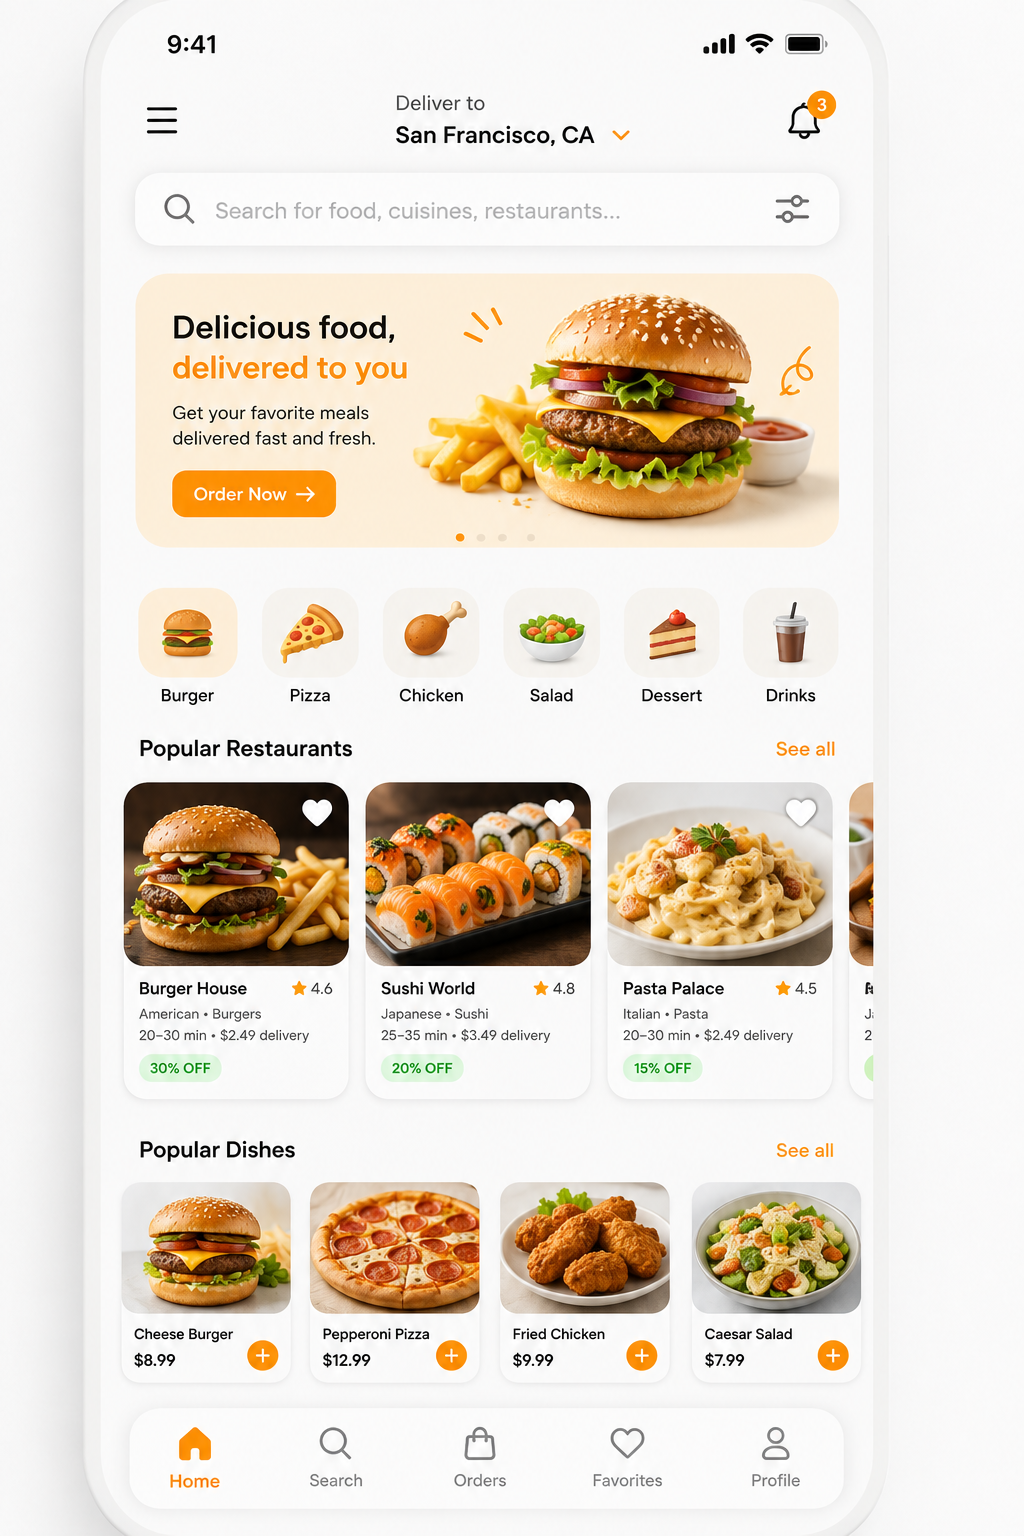 9:41
Deliver to
San Francisco, CA
3
Search for food, cuisines, restaurants...
Delicious food,
delivered to you
Get your favorite meals
delivered fast and fresh.
Order Now →
Burger
Pizza
Chicken
Salad
Dessert
Drinks
Popular Restaurants
See all
Burger House
4.6
American • Burgers
20–30 min • $2.49 delivery
30% OFF
Sushi World
4.8
Japanese • Sushi
25–35 min • $3.49 delivery
20% OFF
Pasta Palace
4.5
Italian • Pasta
20–30 min • $2.49 delivery
15% OFF
Popular Dishes
See all
Cheese Burger
$8.99
Pepperoni Pizza
$12.99
Fried Chicken
$9.99
Caesar Salad
$7.99
Home
Search
Orders
Favorites
Profile